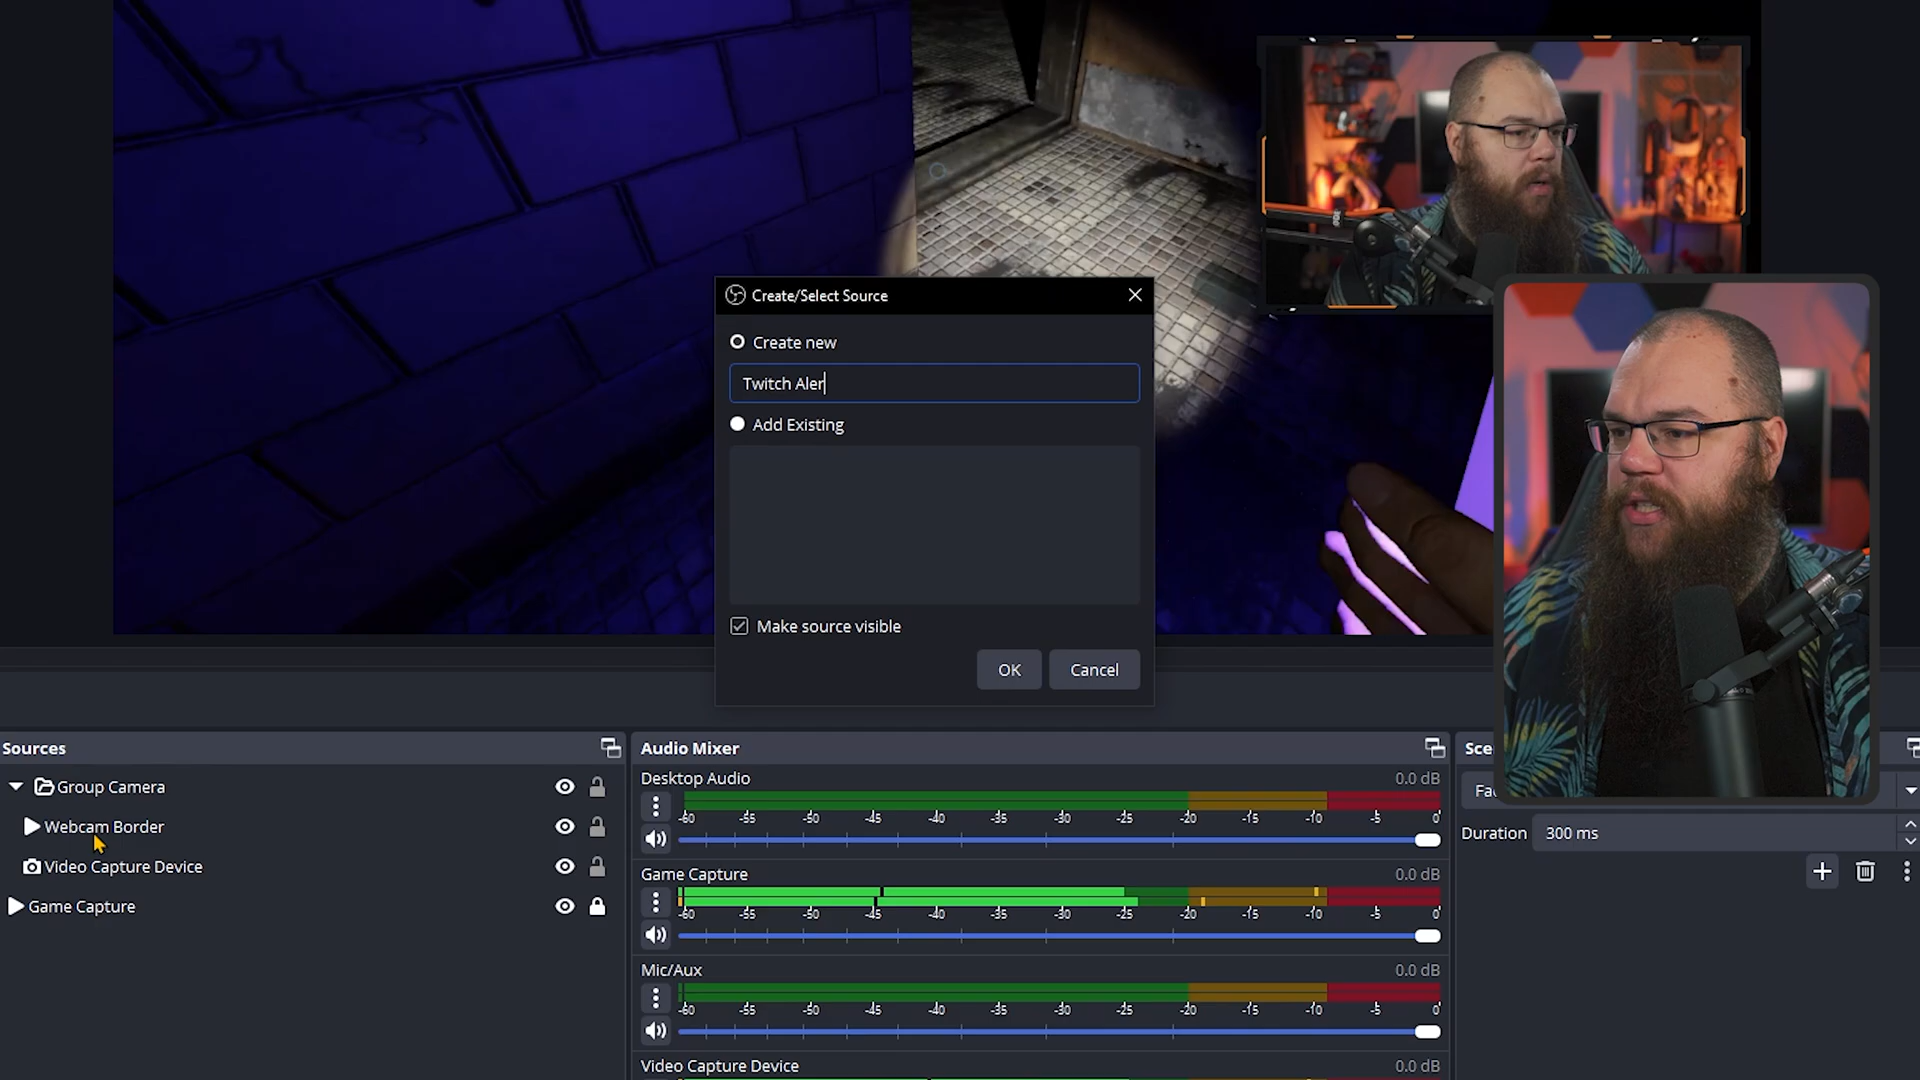 Create/Select Source
Create new
Twitch Aler
Add Existing
Make source visible
OK
Cancel
Sources
Group Camera
Webcam Border
Video Capture Device
Game Capture
Audio Mixer
Desktop Audio
0.0 dB
-60 -55 -50 -45 -40 -35 -30 -25 -20 -15 -10 -5 0
Game Capture
0.0 dB
-60 -55 -50 -45 -40 -35 -30 -25 -20 -15 -10 -5 0
Mic/Aux
0.0 dB
-60 -55 -50 -45 -40 -35 -30 -25 -20 -15 -10 -5 0
Video Capture Device
0.0 dB
Sce
Fa
Duration
300 ms